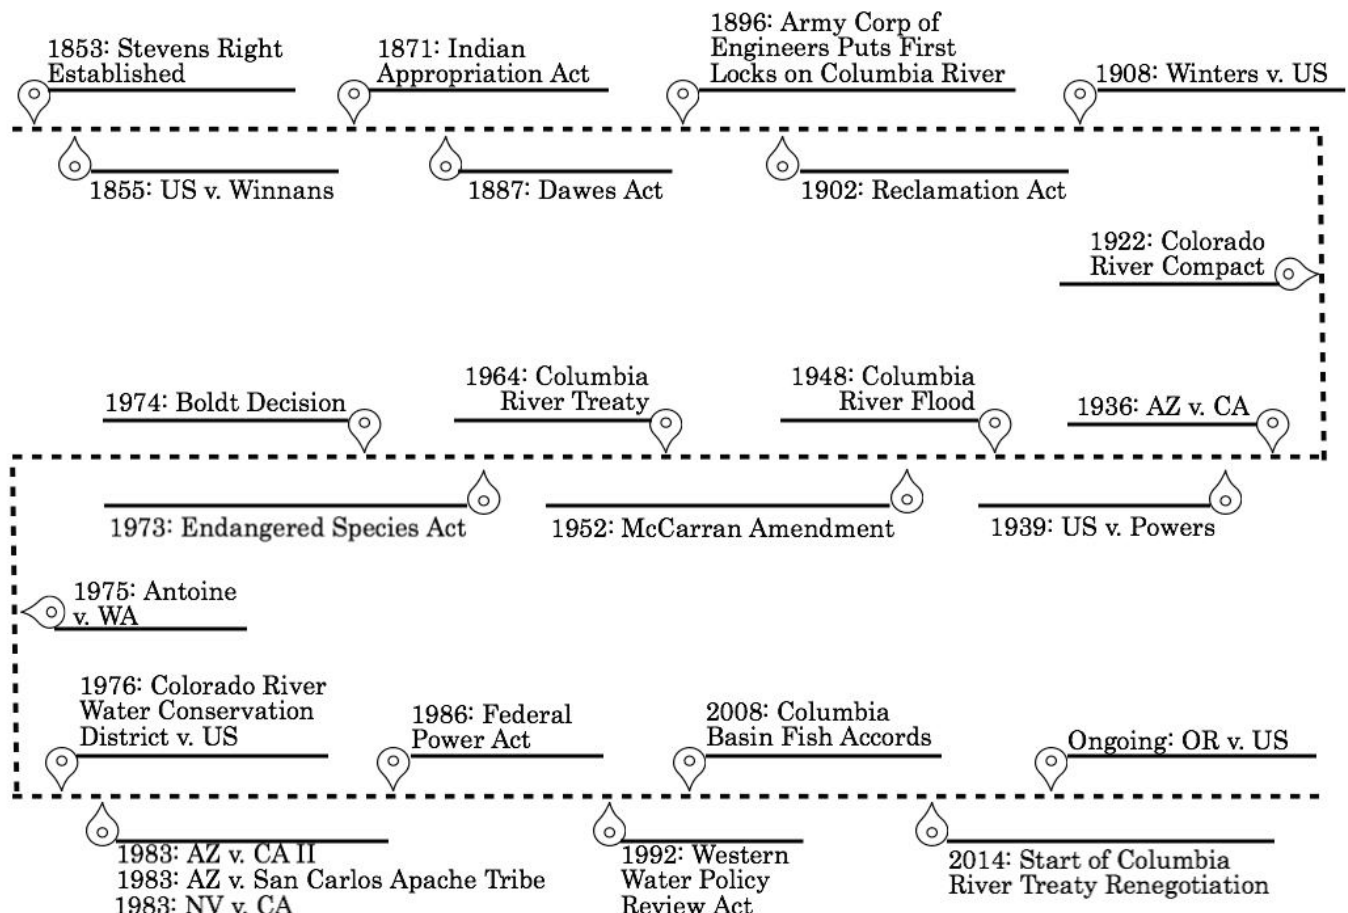 1853: Stevens Right
Established
1871: Indian
Appropriation Act
1896: Army Corp of
Engineers Puts First
Locks on Columbia River
1908: Winters v. US
1855: US v. Winnans
1887: Dawes Act
1902: Reclamation Act
1922: Colorado
River Compact
1936: AZ v. CA
1939: US v. Powers
1948: Columbia
River Flood
1952: McCarran Amendment
1964: Columbia
River Treaty
1973: Endangered Species Act
1974: Boldt Decision
1975: Antoine
v. WA
1976: Colorado River
Water Conservation
District v. US
1983: AZ v. CA II
1983: AZ v. San Carlos Apache Tribe
1983: NV v. CA
1986: Federal
Power Act
1992: Western
Water Policy
Review Act
2008: Columbia
Basin Fish Accords
2014: Start of Columbia
River Treaty Renegotiation
Ongoing: OR v. US